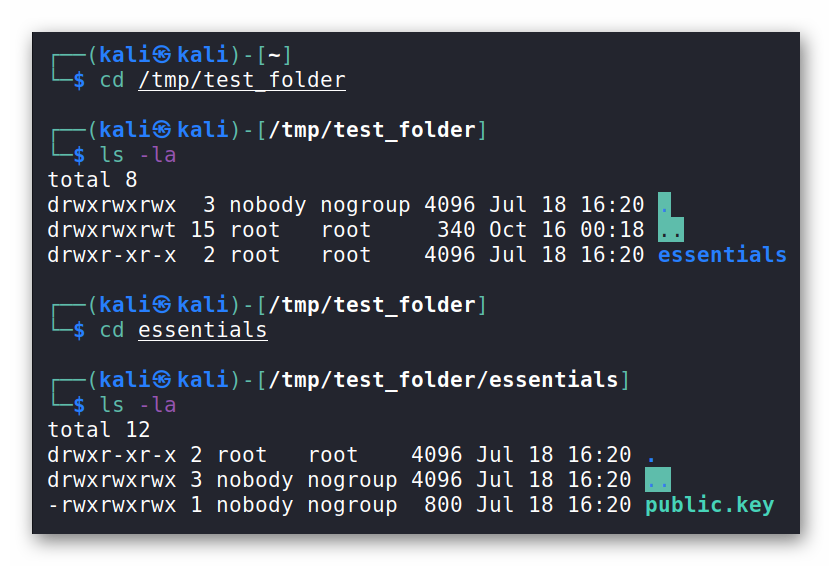 ┌──(kali㉿kali)-[~]
└─$ cd /tmp/test_folder
┌──(kali㉿kali)-[/tmp/test_folder]
└─$ ls -la
total 8
drwxrwxrwx  3 nobody nogroup 4096 Jul 18 16:20 .
drwxrwxrwt 15 root   root     340 Oct 16 00:18 ..
drwxr-xr-x  2 root   root    4096 Jul 18 16:20 essentials
┌──(kali㉿kali)-[/tmp/test_folder]
└─$ cd essentials
┌──(kali㉿kali)-[/tmp/test_folder/essentials]
└─$ ls -la
total 12
drwxr-xr-x 2 root   root    4096 Jul 18 16:20 .
drwxrwxrwx 3 nobody nogroup 4096 Jul 18 16:20 ..
-rwxrwxrwx 1 nobody nogroup  800 Jul 18 16:20 public.key